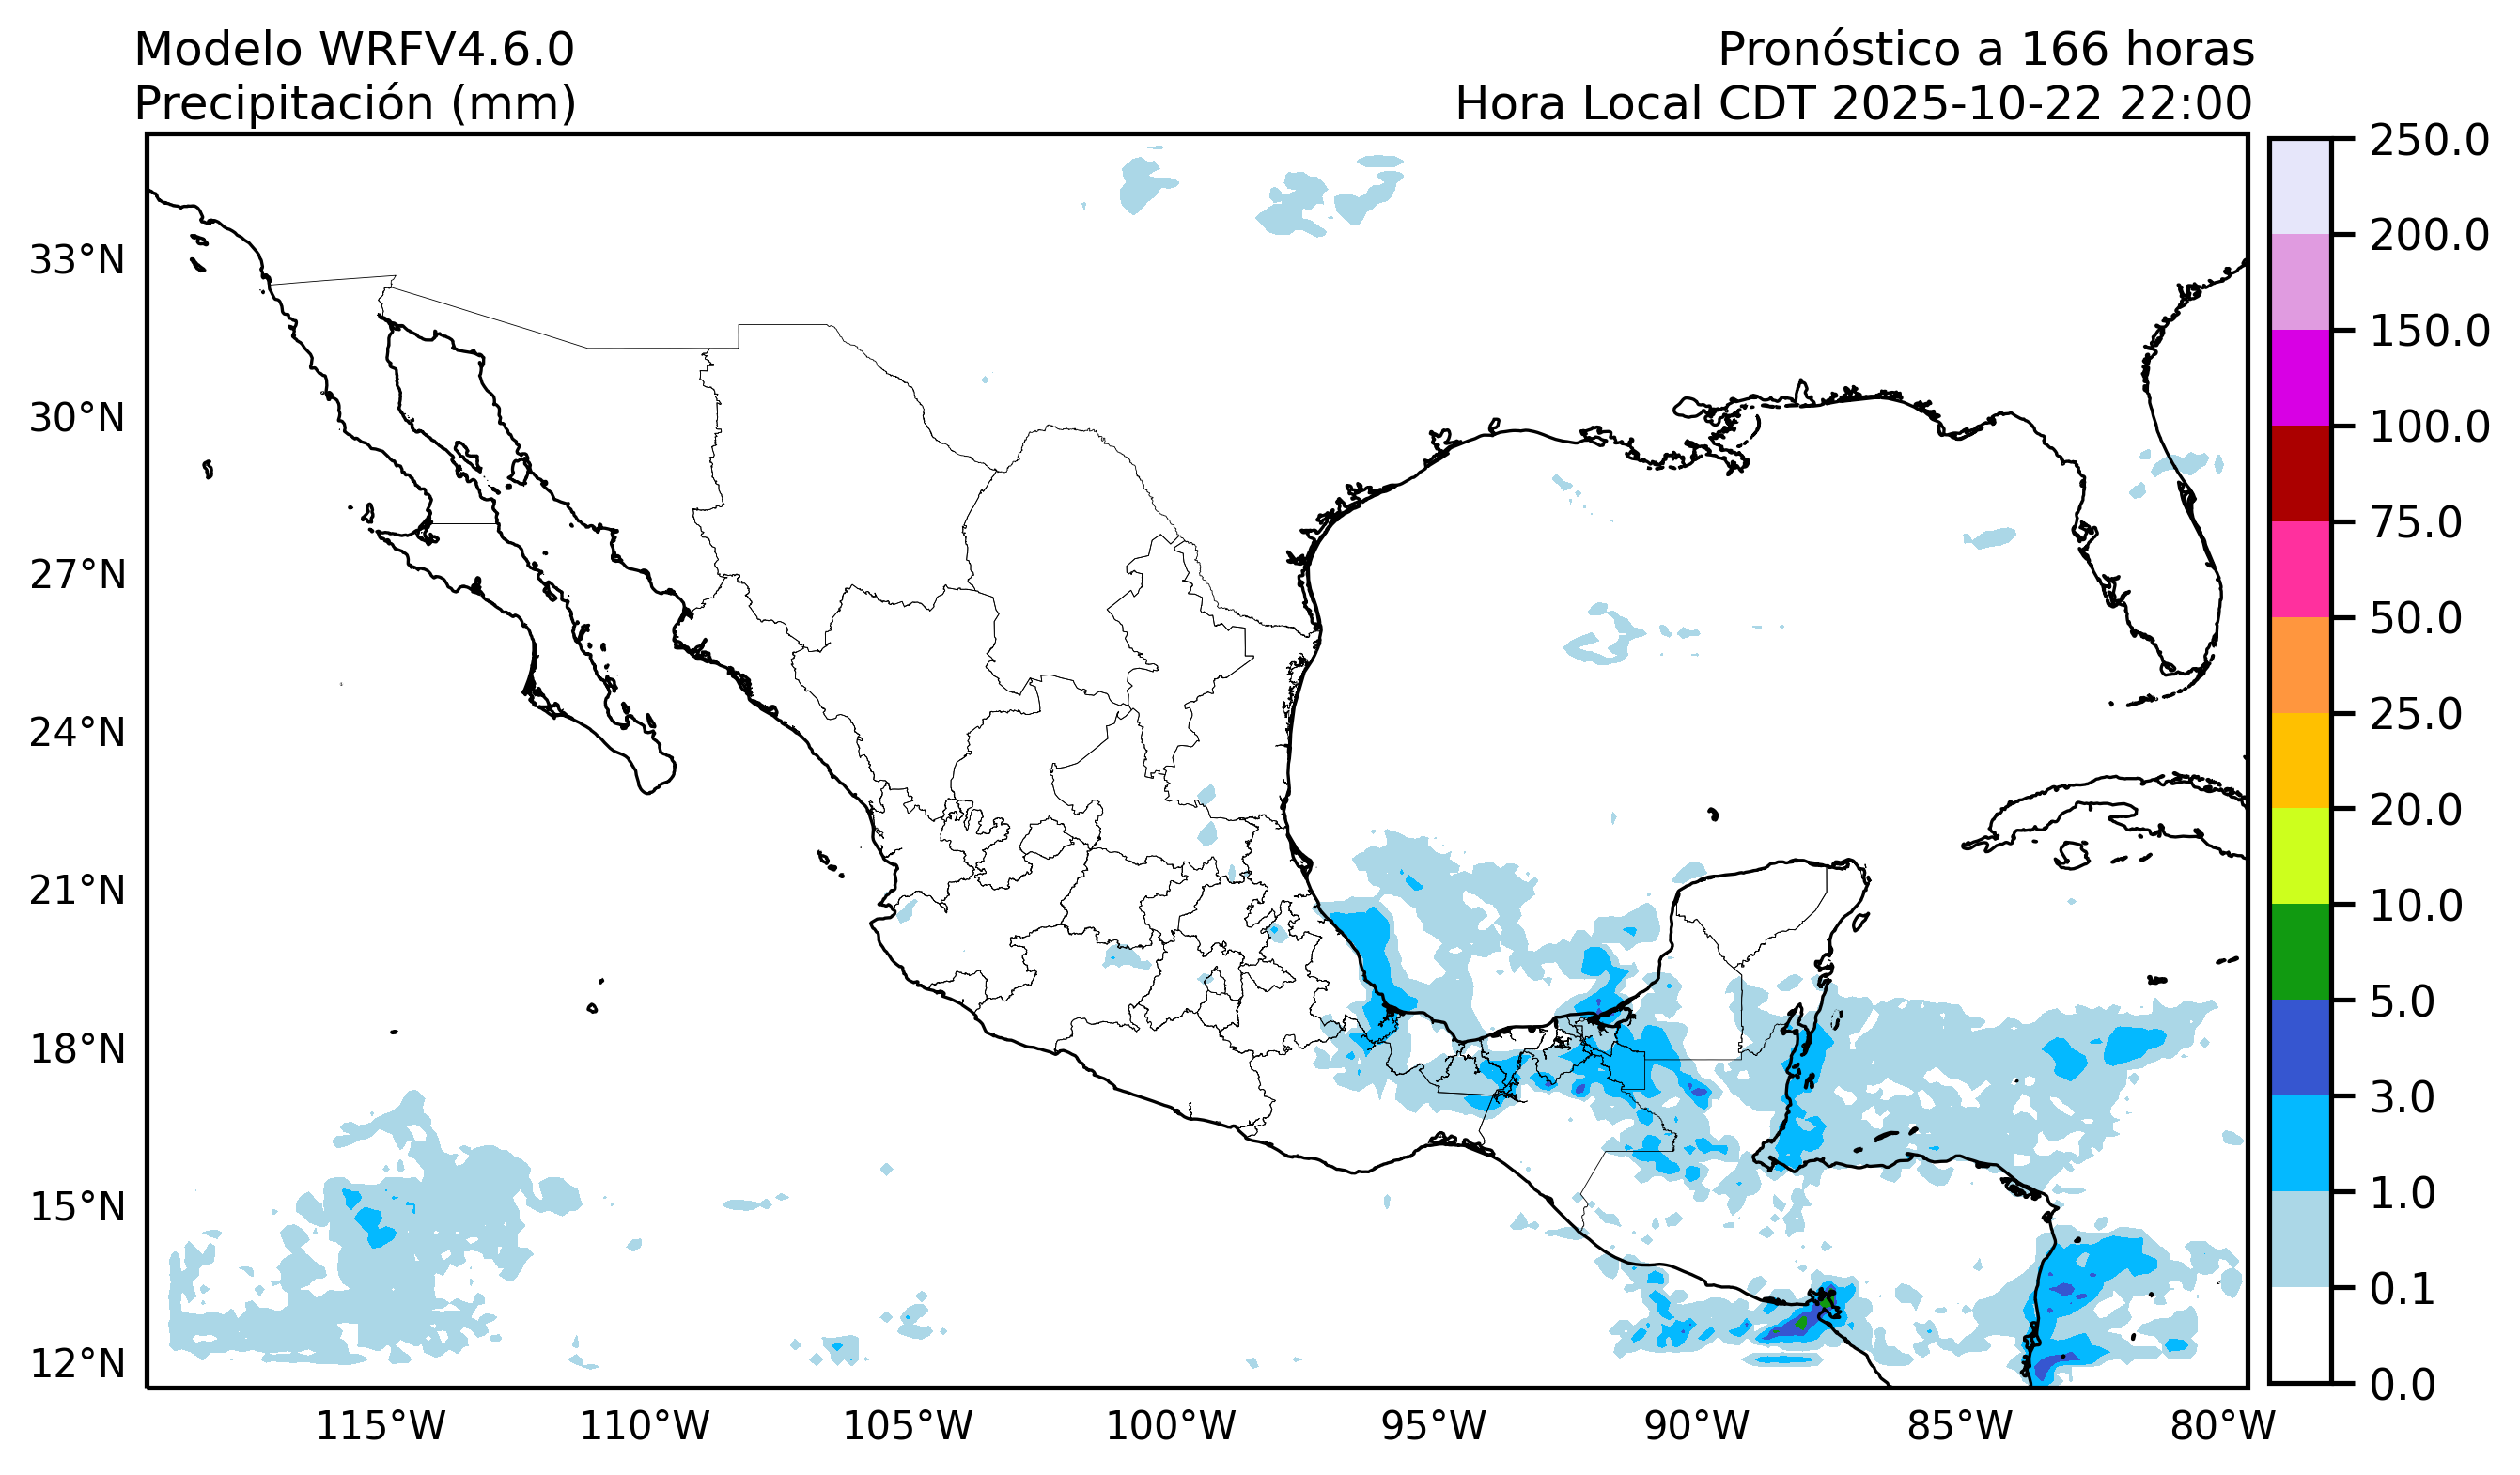 Modelo WRFV4.6.0
Precipitación (mm)
Pronóstico a 166 horas
Hora Local CDT 2025-10-22 22:00
33°N
30°N
27°N
24°N
21°N
18°N
15°N
12°N
115°W
110°W
105°W
100°W
95°W
90°W
85°W
80°W
250.0
200.0
150.0
100.0
75.0
50.0
25.0
20.0
10.0
5.0
3.0
1.0
0.1
0.0